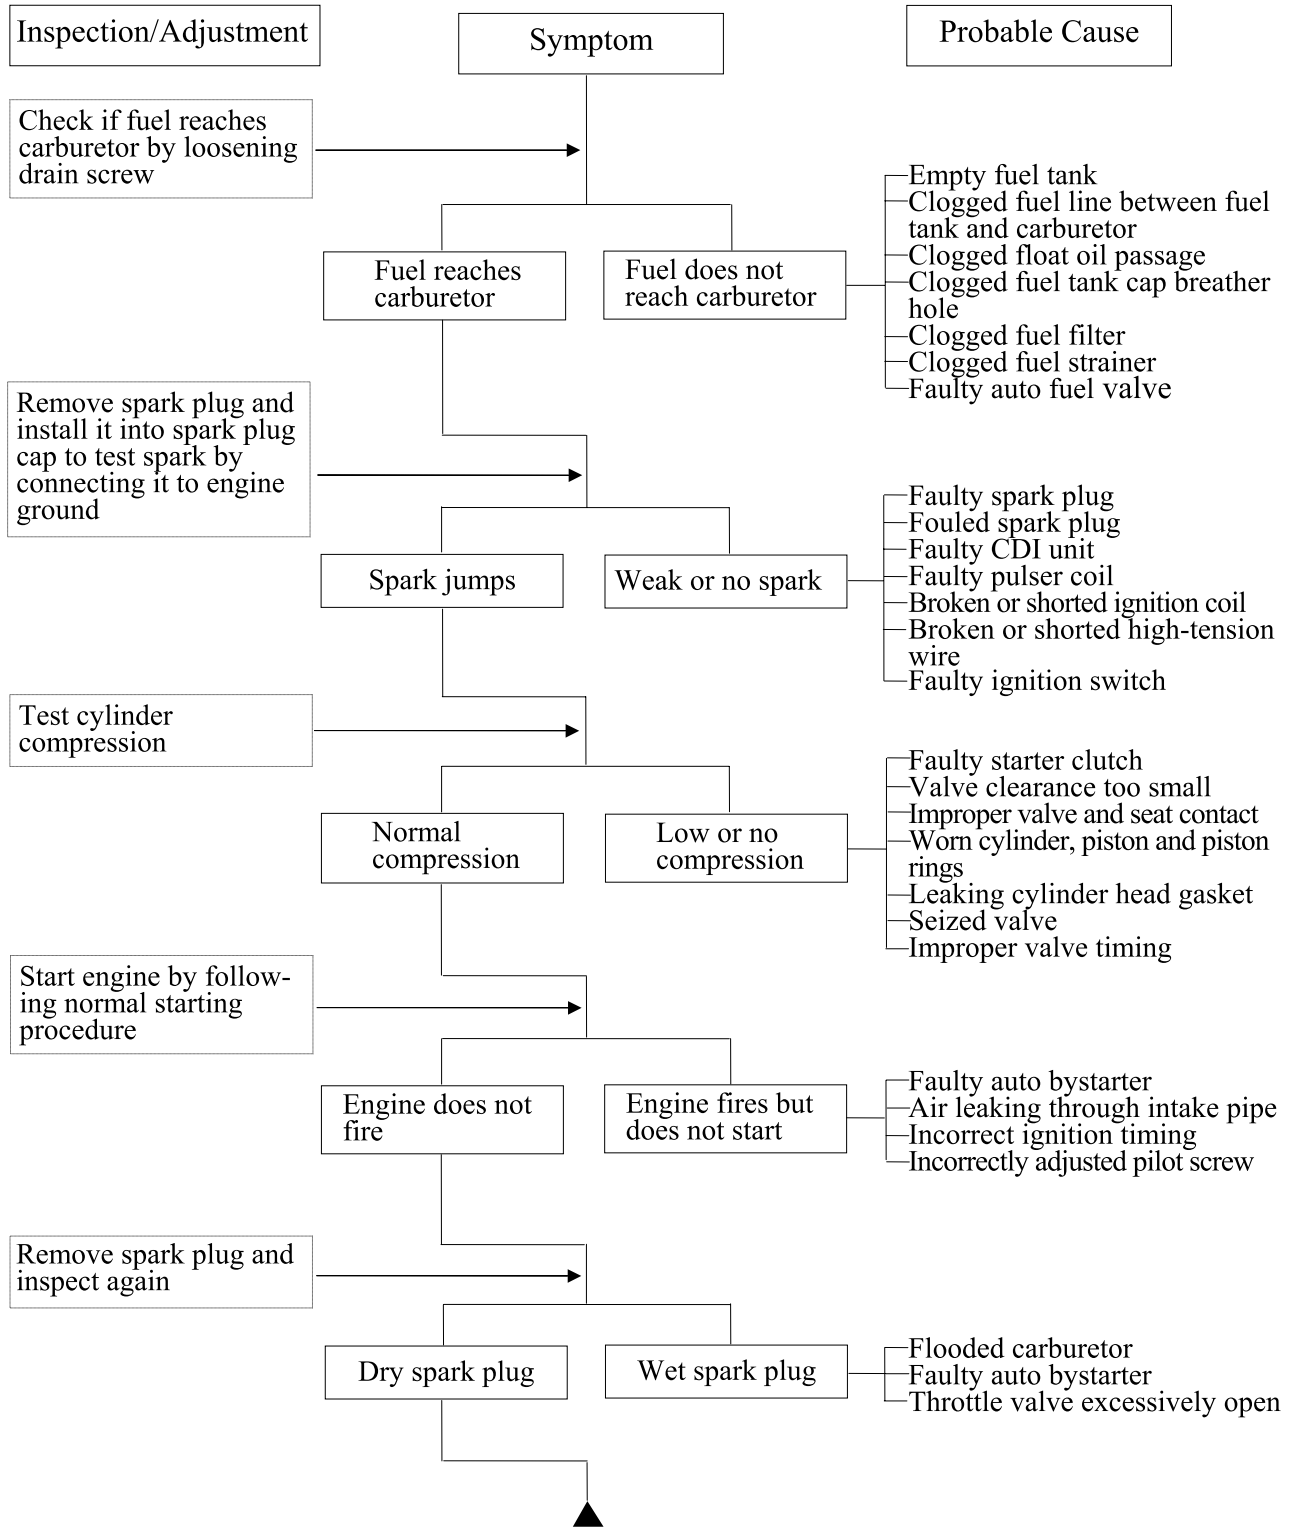 Inspection/Adjustment
Symptom
Probable Cause
Check if fuel reaches
carburetor by loosening
drain screw
Fuel reaches
carburetor
Fuel does not
reach carburetor
Empty fuel tank
Clogged fuel line between fuel
tank and carburetor
Clogged float oil passage
Clogged fuel tank cap breather
hole
Clogged fuel filter
Clogged fuel strainer
Faulty auto fuel valve
Remove spark plug and
install it into spark plug
cap to test spark by
connecting it to engine
ground
Spark jumps
Weak or no spark
Faulty spark plug
Fouled spark plug
Faulty CDI unit
Faulty pulser coil
Broken or shorted ignition coil
Broken or shorted high-tension
wire
Faulty ignition switch
Test cylinder
compression
Normal
compression
Low or no
compression
Faulty starter clutch
Valve clearance too small
Improper valve and seat contact
Worn cylinder, piston and piston
rings
Leaking cylinder head gasket
Seized valve
Improper valve timing
Start engine by follow-
ing normal starting
procedure
Engine does not
fire
Engine fires but
does not start
Faulty auto bystarter
Air leaking through intake pipe
Incorrect ignition timing
Incorrectly adjusted pilot screw
Remove spark plug and
inspect again
Dry spark plug
Wet spark plug
Flooded carburetor
Faulty auto bystarter
Throttle valve excessively open